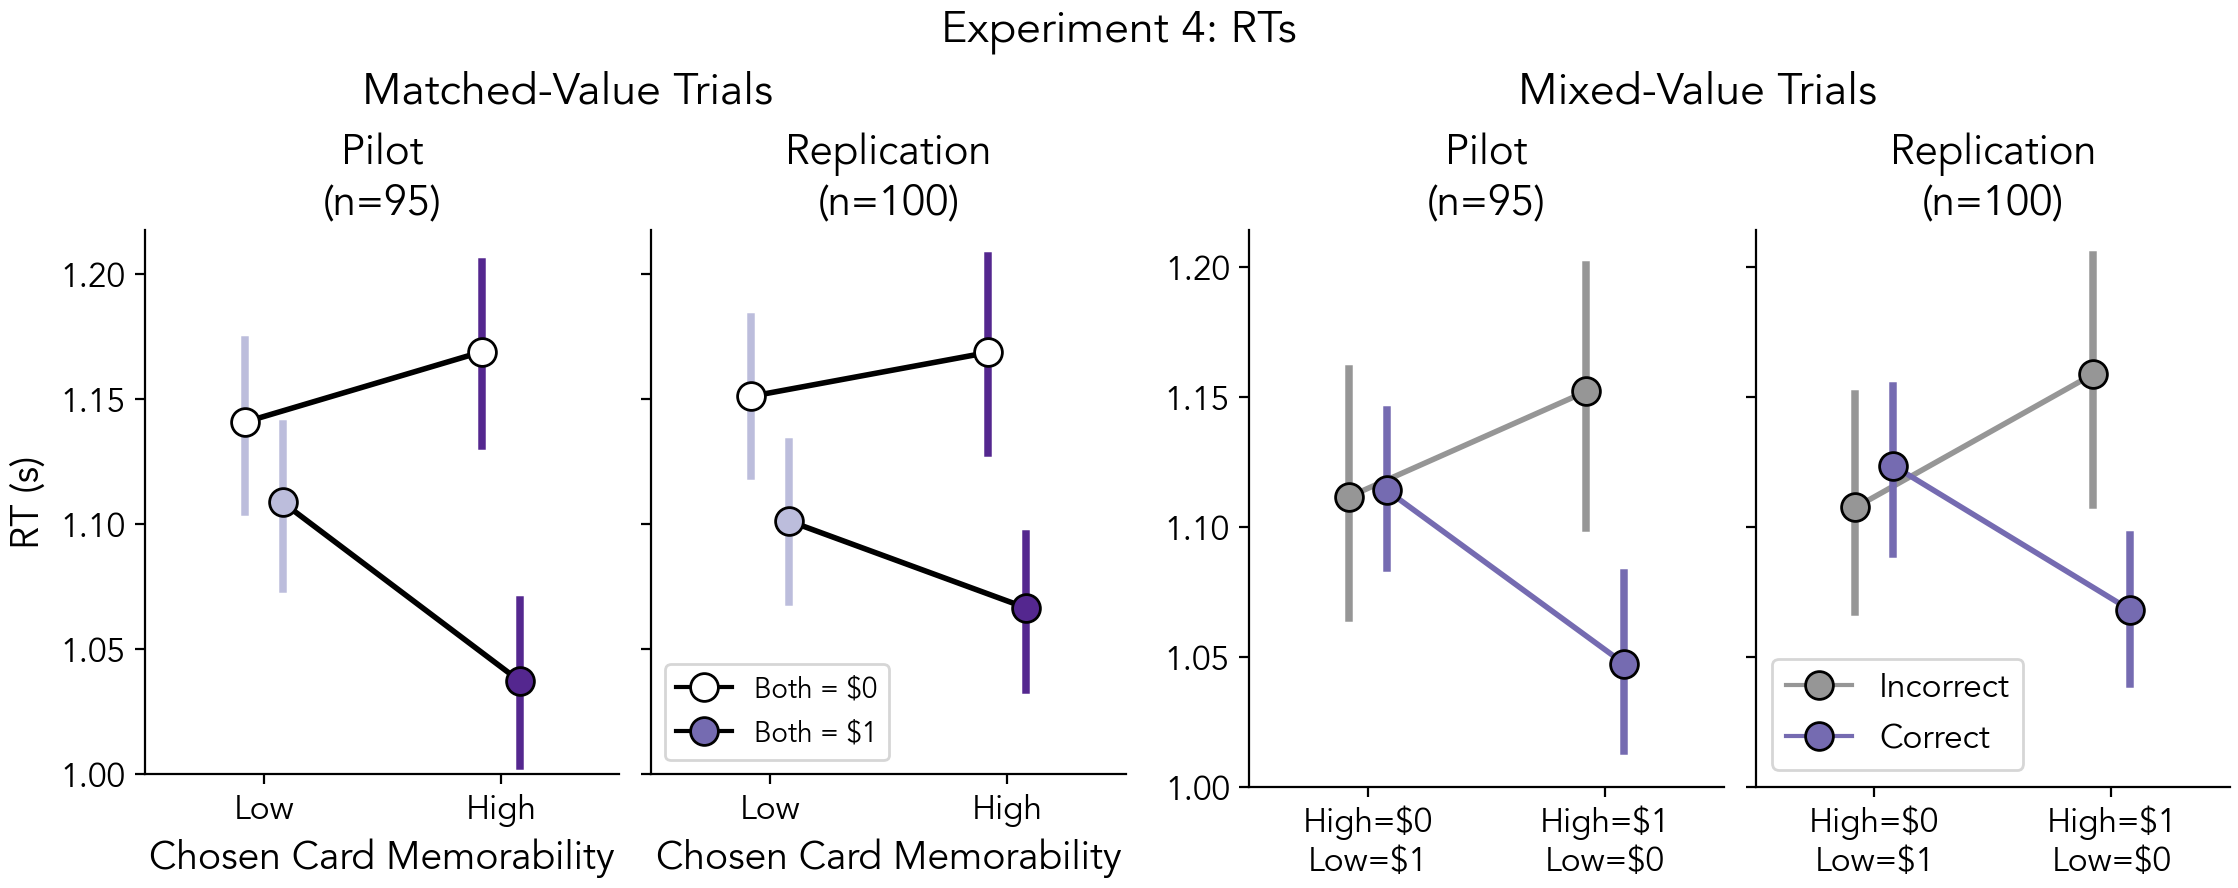 Experiment 4: RTs
Matched-Value Trials
Mixed-Value Trials
Pilot
(n=95)
Replication
(n=100)
Pilot
(n=95)
Replication
(n=100)
RT (s)
1.20
1.15
1.10
1.05
1.00
Low
High
Chosen Card Memorability
Both = $0
Both = $1
Low
High
Chosen Card Memorability
1.20
1.15
1.10
1.05
1.00
High=$0
Low=$1
High=$1
Low=$0
Incorrect
Correct
High=$0
Low=$1
High=$1
Low=$0